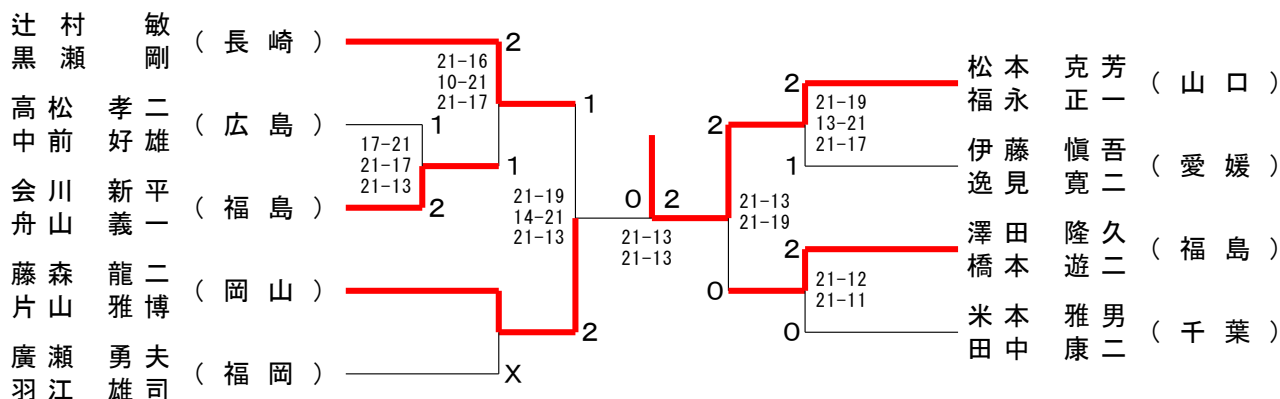 辻村 敏
黒瀬 剛
(長崎)
2
21-16
10-21
21-17
高松 孝二
中前 好雄
(広島)
1
17-21
21-17
21-13
会川 新平
舟山 義一
(福島)
2
1
1
21-19
14-21
21-13
藤森 龍二
片山 雅博
(岡山)
2
廣瀬 勇夫
羽江 雄司
(福岡)
X
0
2
21-13
21-13
松本 克芳
福永 正一
(山口)
2
21-19
13-21
21-17
伊藤 愼吾
逸見 寛二
(愛媛)
1
2
21-13
21-19
澤田 隆久
橋本 遊二
(福島)
2
21-12
21-11
0
米本 雅男
田中 康二
(千葉)
0